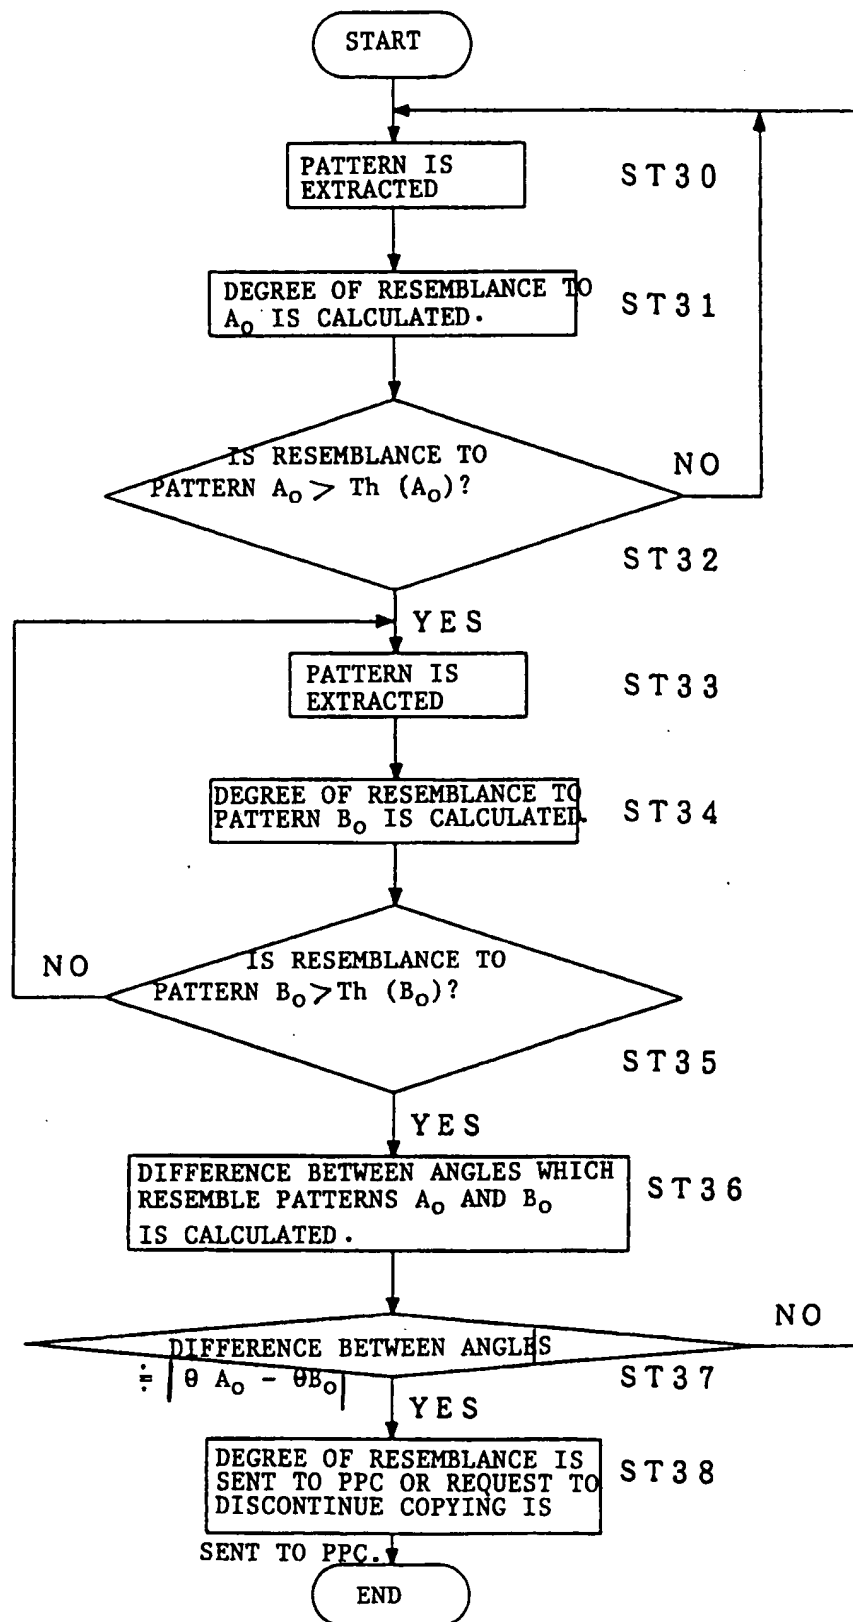 START
PATTERN IS
EXTRACTED
ST30
DEGREE OF RESEMBLANCE TO
A₀ IS CALCULATED.
ST31
IS RESEMBLANCE TO
PATTERN A₀ > Th (A₀)?
NO
ST32
YES
PATTERN IS
EXTRACTED
ST33
DEGREE OF RESEMBLANCE TO
PATTERN B₀ IS CALCULATED.
ST34
IS RESEMBLANCE TO
PATTERN B₀ > Th (B₀)?
NO
ST35
YES
DIFFERENCE BETWEEN ANGLES WHICH
RESEMBLE PATTERNS A₀ AND B₀
IS CALCULATED.
ST36
DIFFERENCE BETWEEN ANGLES
≑ | θ A₀ - θB₀|
NO
ST37
YES
DEGREE OF RESEMBLANCE IS
SENT TO PPC OR REQUEST TO
DISCONTINUE COPYING IS
SENT TO PPC.
ST38
END